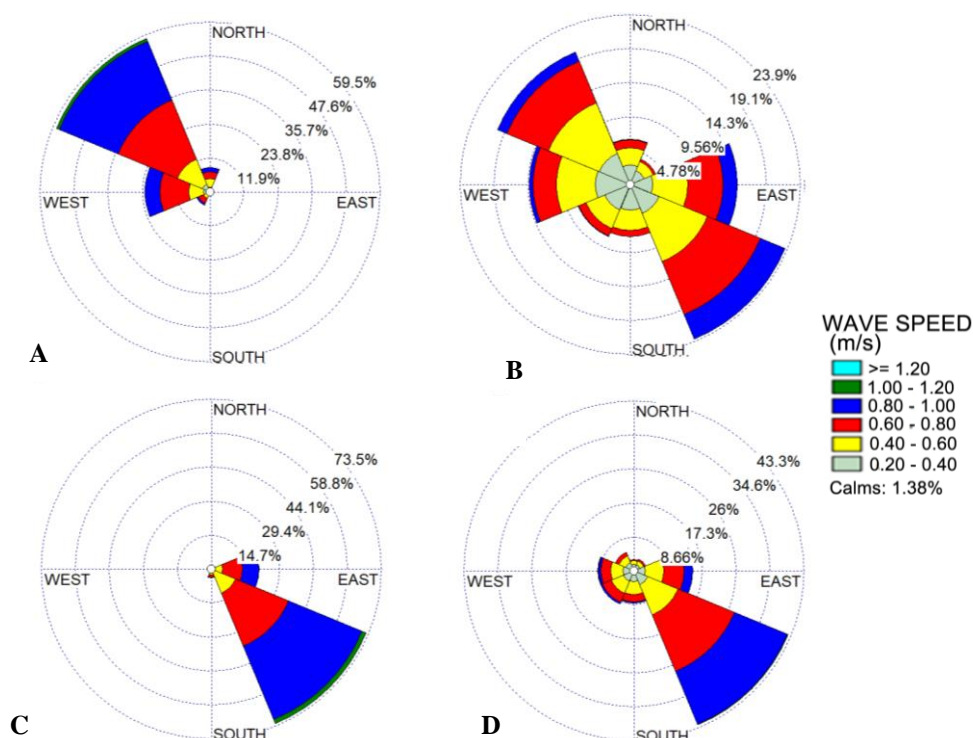 NORTH
59.5%
47.6%
35.7%
23.8%
11.9%
WEST
EAST
SOUTH
A
NORTH
23.9%
19.1%
14.3%
9.56%
4.78%
WEST
EAST
SOUTH
B
WAVE SPEED
(m/s)
>= 1.20
1.00 - 1.20
0.80 - 1.00
0.60 - 0.80
0.40 - 0.60
0.20 - 0.40
Calms: 1.38%
NORTH
73.5%
58.8%
44.1%
29.4%
14.7%
WEST
EAST
SOUTH
C
NORTH
43.3%
34.6%
26%
17.3%
8.66%
WEST
EAST
SOUTH
D